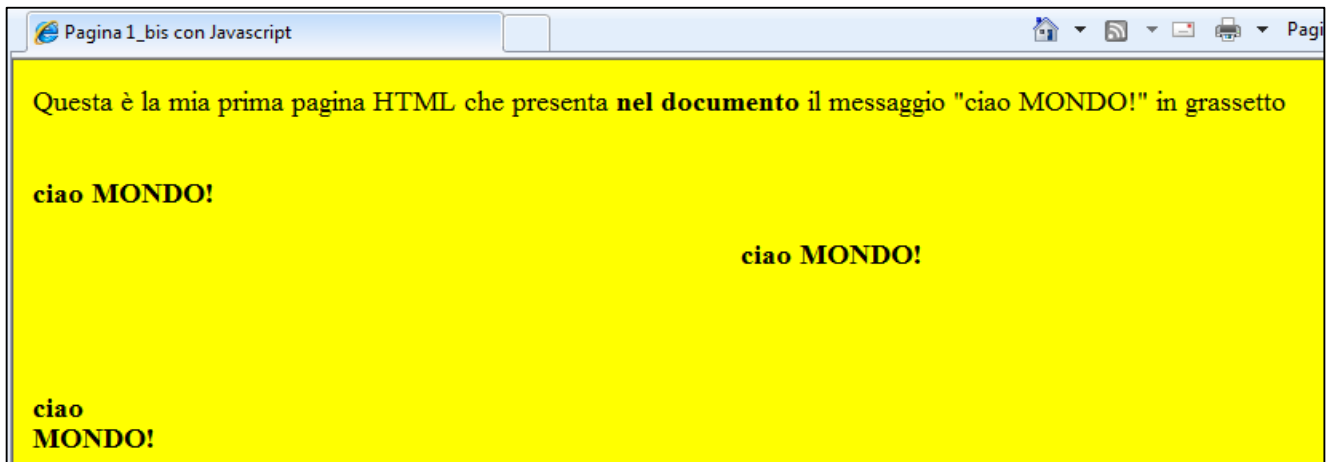 Pagina 1_bis con Javascript
Questa è la mia prima pagina HTML che presenta nel documento il messaggio "ciao MONDO!" in grassetto
ciao MONDO!
ciao MONDO!
ciao
MONDO!